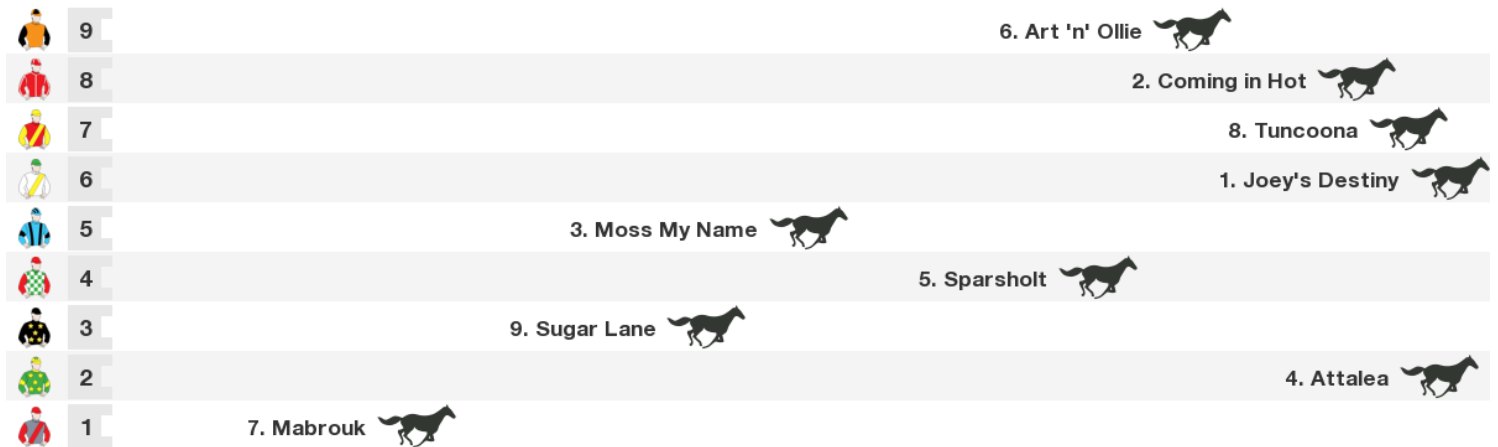 9 6. Art 'n' Ollie
8 2. Coming in Hot
7 8. Tuncoona
6 1. Joey's Destiny
5 3. Moss My Name
4 5. Sparsholt
3 9. Sugar Lane
2 4. Attalea
1 7. Mabrouk